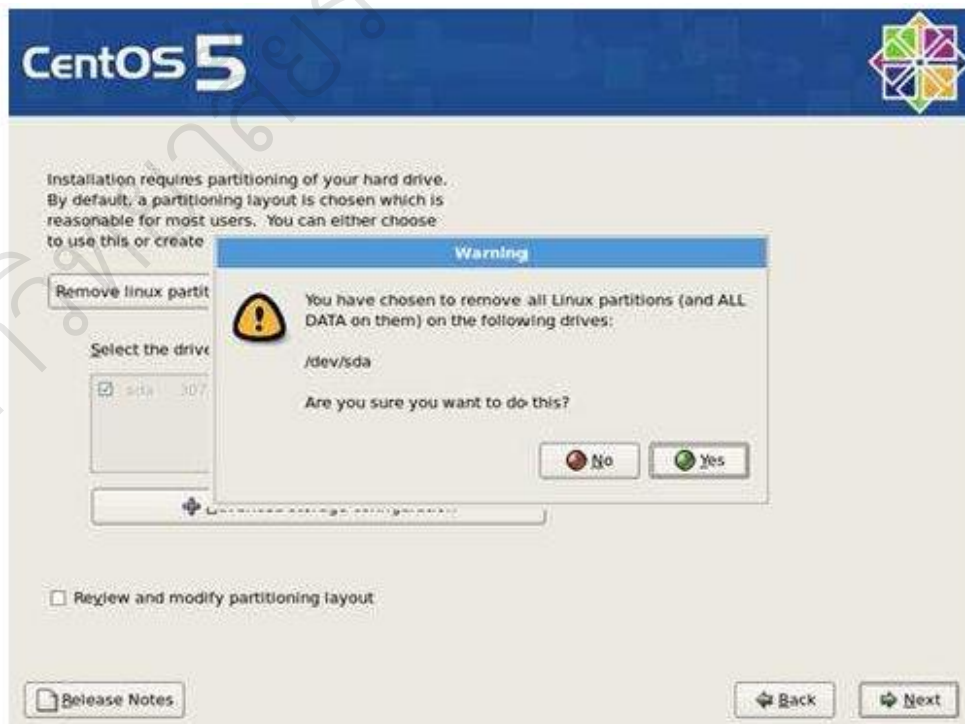 CentOS 5
Installation requires partitioning of your hard drive.
By default, a partitioning layout is chosen which is
reasonable for most users. You can either choose
to use this or create
Remove linux partit
Select the drive
sda 307
Warning
You have chosen to remove all Linux partitions (and ALL
DATA on them) on the following drives:
/dev/sda
Are you sure you want to do this?
No
Yes
Review and modify partitioning layout
Release Notes
Back
Next